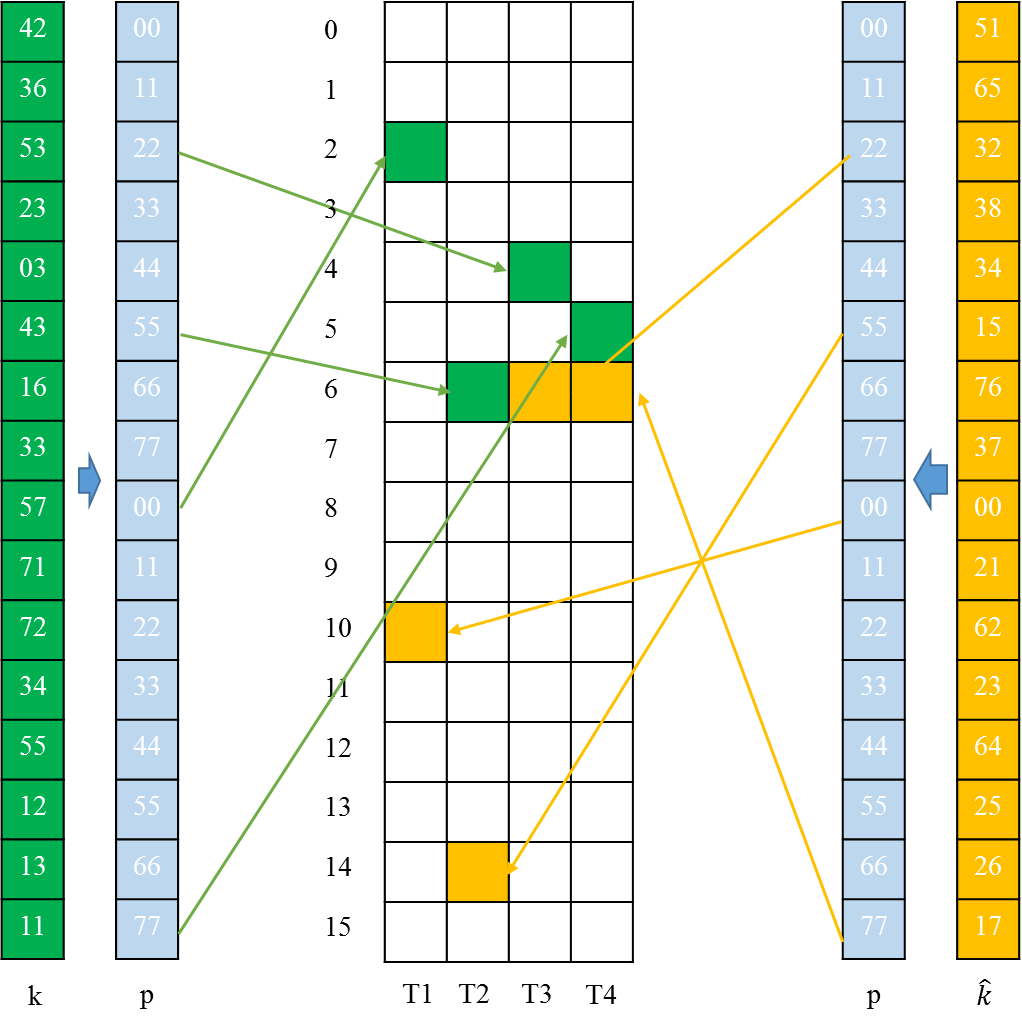 42 00 0 00 51
36 11 1 11 65
53 22 2 22 32
23 33 3 33 38
03 44 4 44 34
43 55 5 55 15
16 66 6 66 76
33 77 7 77 37
57 00 8 00 00
71 11 9 11 21
72 22 10 22 62
34 33 11 33 23
55 44 12 44 64
12 55 13 55 25
13 66 14 66 26
11 77 15 77 17
k p T1 T2 T3 T4 p k̂